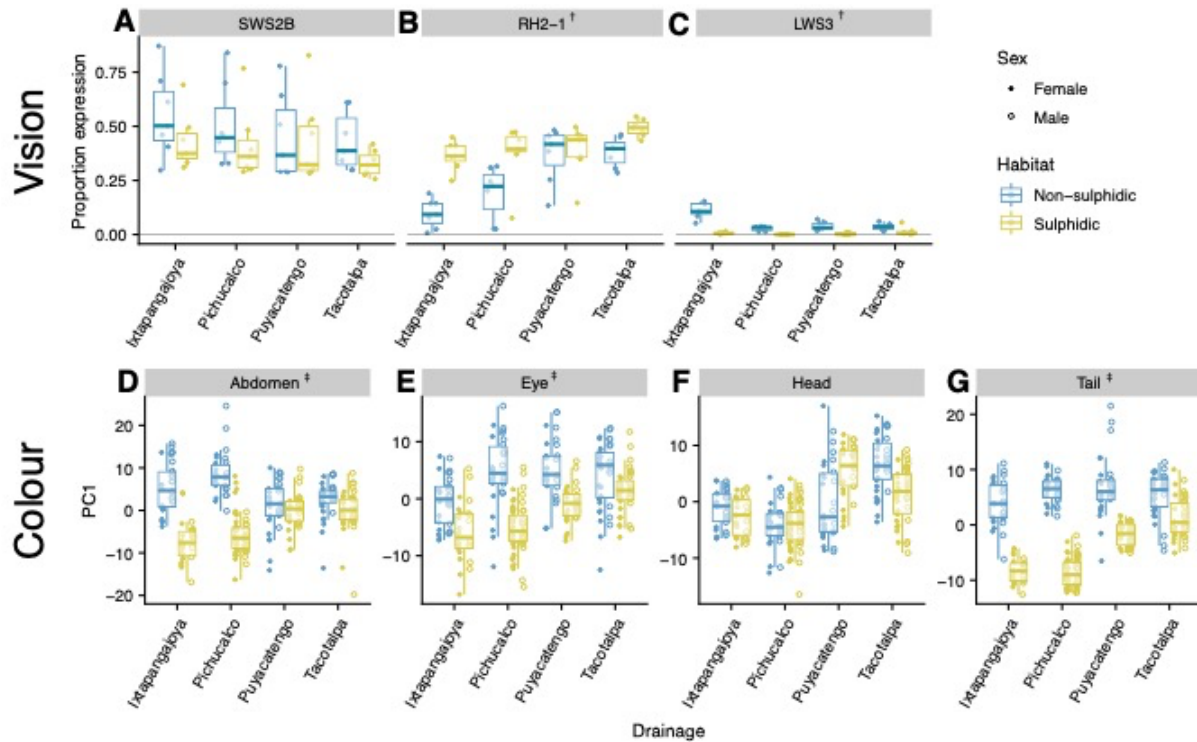 A SWS2B B RH2-1 † C LWS3 †
Vision
Proportion expression
0.75
0.50
0.25
0.00
Ixtapangajoya Pichucalco Puyacatengo Tacotalpa Ixtapangajoya Pichucalco Puyacatengo Tacotalpa Ixtapangajoya Pichucalco Puyacatengo Tacotalpa
Sex
Female
Male
Habitat
Non-sulphidic
Sulphidic
D Abdomen ‡ E Eye ‡ F Head G Tail ‡
Colour
PC1
20
10
0
−10
−20
10
0
−10
10
0
−10
20
10
0
−10
Ixtapangajoya Pichucalco Puyacatengo Tacotalpa Ixtapangajoya Pichucalco Puyacatengo Tacotalpa Ixtapangajoya Pichucalco Puyacatengo Tacotalpa Ixtapangajoya Pichucalco Puyacatengo Tacotalpa
Drainage